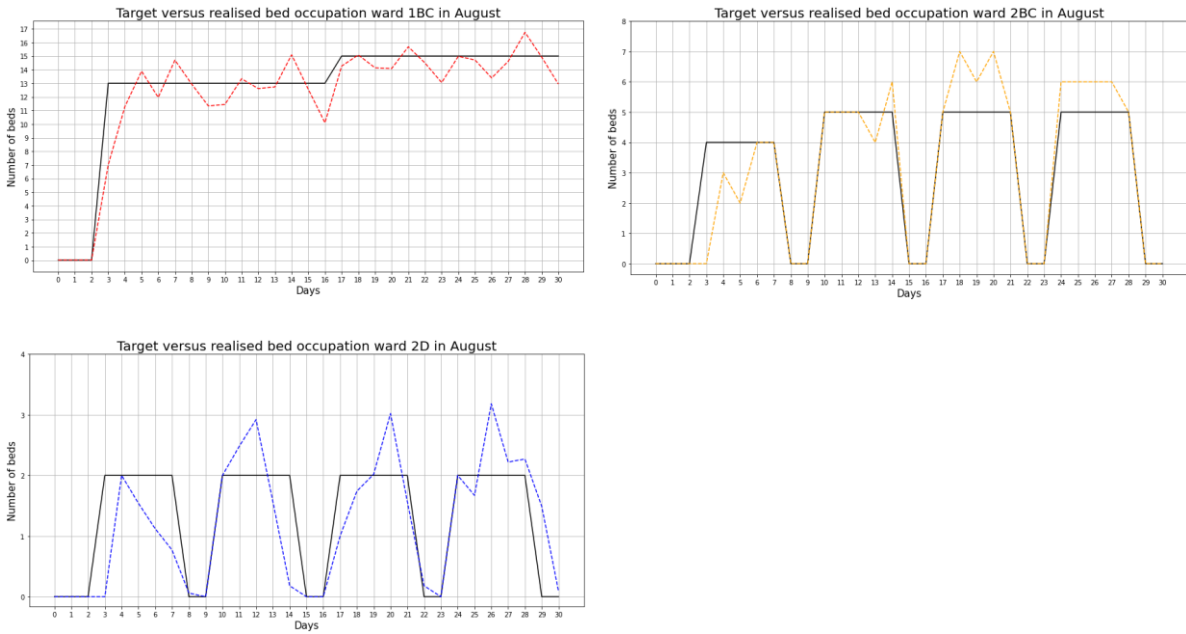 Target versus realised bed occupation ward 1BC in August
Number of beds
17
16
15
14
13
12
11
10
9
8
7
6
5
4
3
2
1
0
0 1 2 3 4 5 6 7 8 9 10 11 12 13 14 15 16 17 18 19 20 21 22 23 24 25 26 27 28 29 30
Days
Target versus realised bed occupation ward 2BC in August
Number of beds
8
7
6
5
4
3
2
1
0
0 1 2 3 4 5 6 7 8 9 10 11 12 13 14 15 16 17 18 19 20 21 22 23 24 25 26 27 28 29 30
Days
Target versus realised bed occupation ward 2D in August
Number of beds
4
3
2
1
0
0 1 2 3 4 5 6 7 8 9 10 11 12 13 14 15 16 17 18 19 20 21 22 23 24 25 26 27 28 29 30
Days